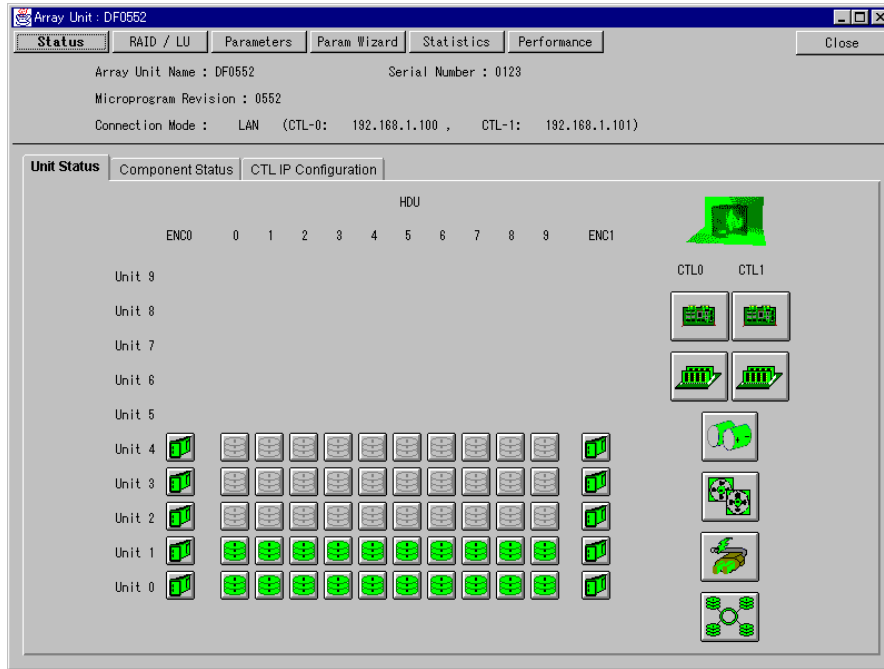 Array Unit : DF0552
Status RAID / LU Parameters Param Wizard Statistics Performance Close
Array Unit Name : DF0552 Serial Number : 0123
Microprogram Revision : 0552
Connection Mode : LAN (CTL-0: 192.168.1.100 , CTL-1: 192.168.1.101)
Unit Status Component Status CTL IP Configuration
HDU
ENC0 0 1 2 3 4 5 6 7 8 9 ENC1
CTL0 CTL1
Unit 9
Unit 8
Unit 7
Unit 6
Unit 5
Unit 4
Unit 3
Unit 2
Unit 1
Unit 0